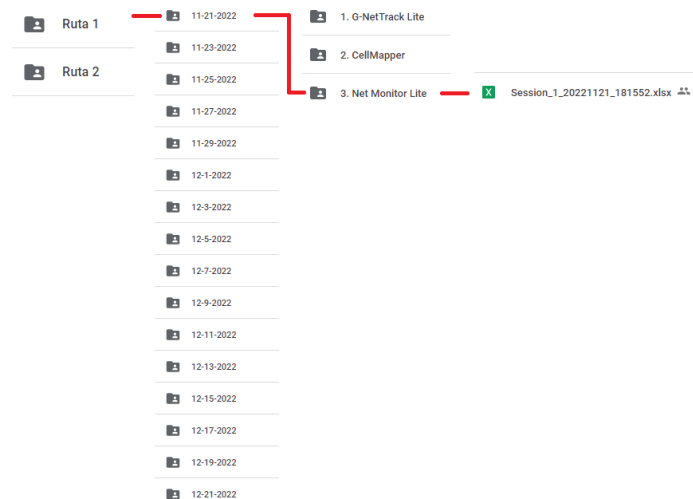 Ruta 1
Ruta 2
11-21-2022
11-23-2022
11-25-2022
11-27-2022
11-29-2022
12-1-2022
12-3-2022
12-5-2022
12-7-2022
12-9-2022
12-11-2022
12-13-2022
12-15-2022
12-17-2022
12-19-2022
12-21-2022
1. G-NetTrack Lite
2. CellMapper
3. Net Monitor Lite
X
Session_1_20221121_181552.xlsx